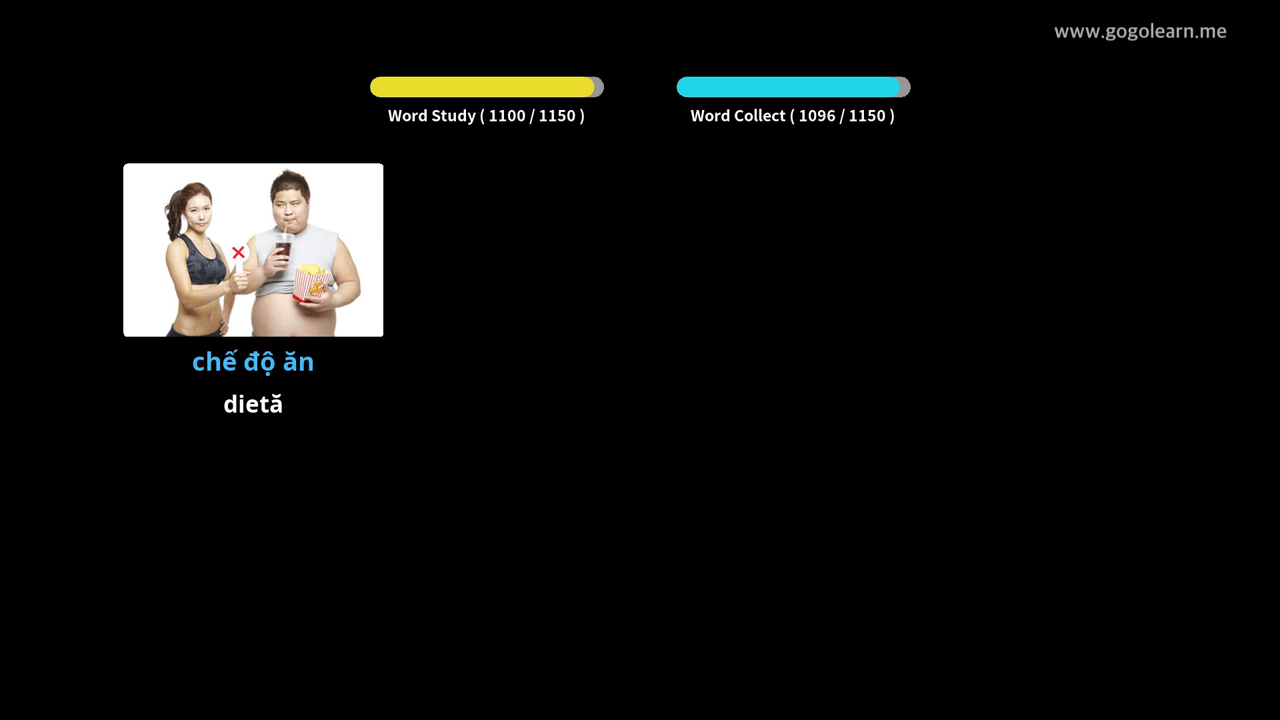 www.gogolearn.me
Word Study ( 1100 / 1150 )
Word Collect ( 1096 / 1150 )
chế độ ăn
dietă